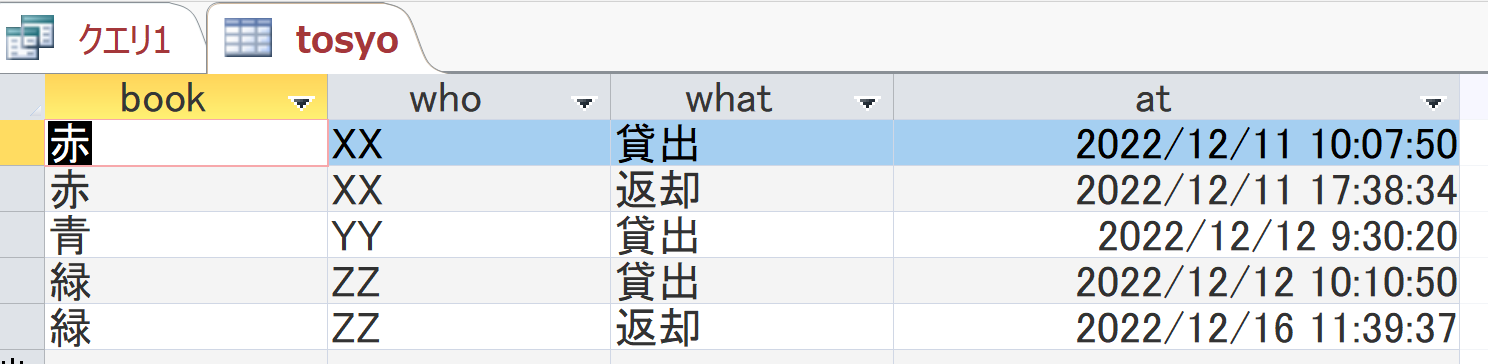 クエリ1 tosyo
book who what at
赤 XX 貸出 2022/12/11 10:07:50
赤 XX 返却 2022/12/11 17:38:34
青 YY 貸出 2022/12/12 9:30:20
緑 ZZ 貸出 2022/12/12 10:10:50
緑 ZZ 返却 2022/12/16 11:39:37